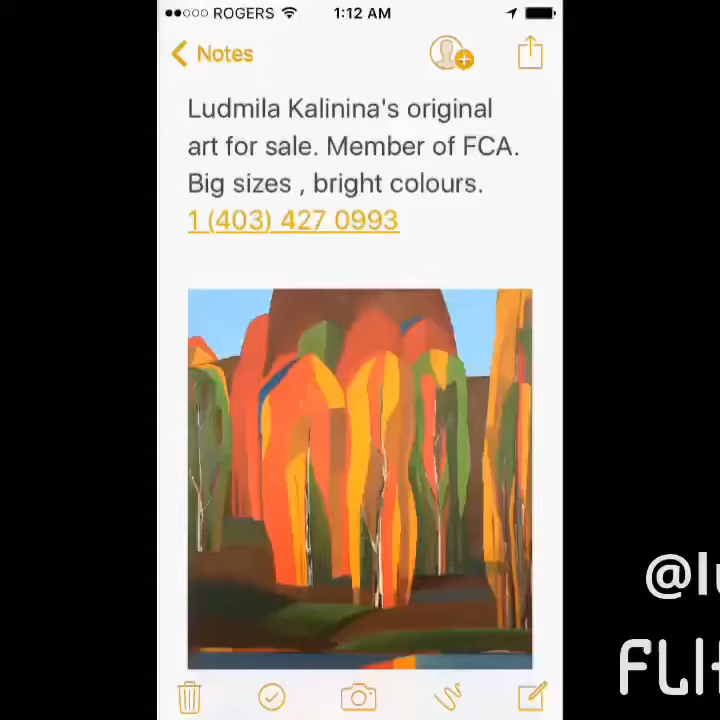 ROGERS 1:12 AM
Notes
Ludmila Kalinina's original
art for sale. Member of FCA.
Big sizes , bright colours.
1 (403) 427 0993